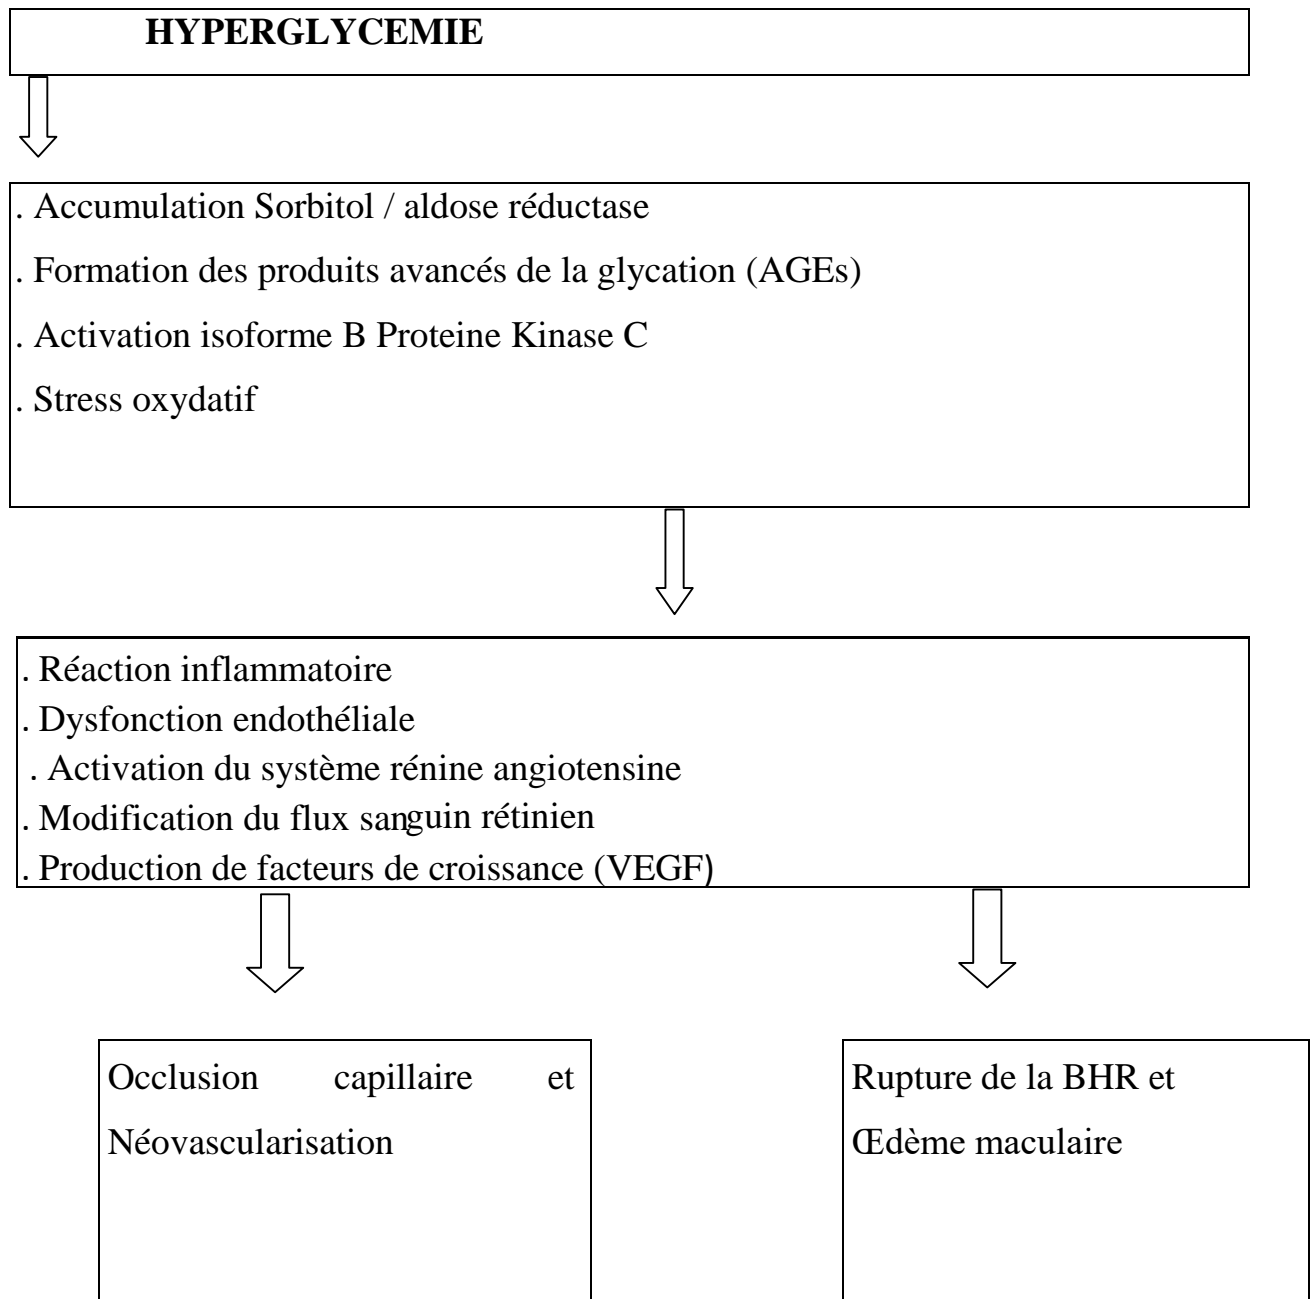 HYPERGLYCEMIE
. Accumulation Sorbitol / aldose réductase
. Formation des produits avancés de la glycation (AGEs)
. Activation isoforme B Proteine Kinase C
. Stress oxydatif
. Réaction inflammatoire
. Dysfonction endothéliale
. Activation du système rénine angiotensine
. Modification du flux sanguin rétinien
. Production de facteurs de croissance (VEGF)
Occlusion capillaire et
Néovascularisation
Rupture de la BHR et
Œdème maculaire